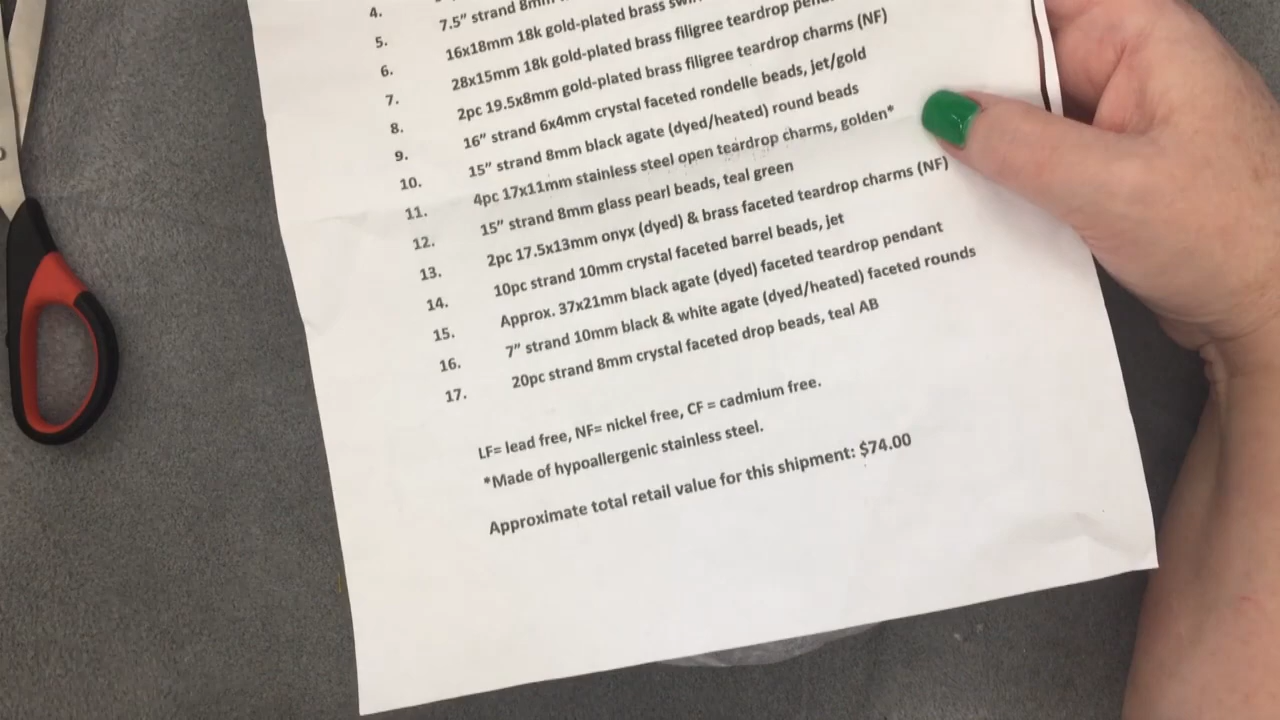 4.
5. 7.5" strand 8mm
6. 16x18mm 18k gold-plated brass
7. 28x15mm 18k gold-plated brass filigree teardrop
8. 2pc 19.5x8mm gold-plated brass filigree teardrop charms (NF)
9. 16" strand 6x4mm crystal faceted rondelle beads, jet/gold
10. 15" strand 8mm black agate (dyed/heated) round beads
11. 4pc 17x11mm stainless steel open teardrop charms, golden*
12. 15" strand 8mm glass pearl beads, teal green
13. 2pc 17.5x13mm onyx (dyed) & brass faceted teardrop charms (NF)
14. 10pc strand 10mm crystal faceted barrel beads, jet
15. Approx. 37x21mm black agate (dyed) faceted teardrop pendant
16. 7" strand 10mm black & white agate (dyed/heated) faceted rounds
17. 20pc strand 8mm crystal faceted drop beads, teal AB
LF= lead free, NF= nickel free, CF = cadmium free.
*Made of hypoallergenic stainless steel.
Approximate total retail value for this shipment: $74.00